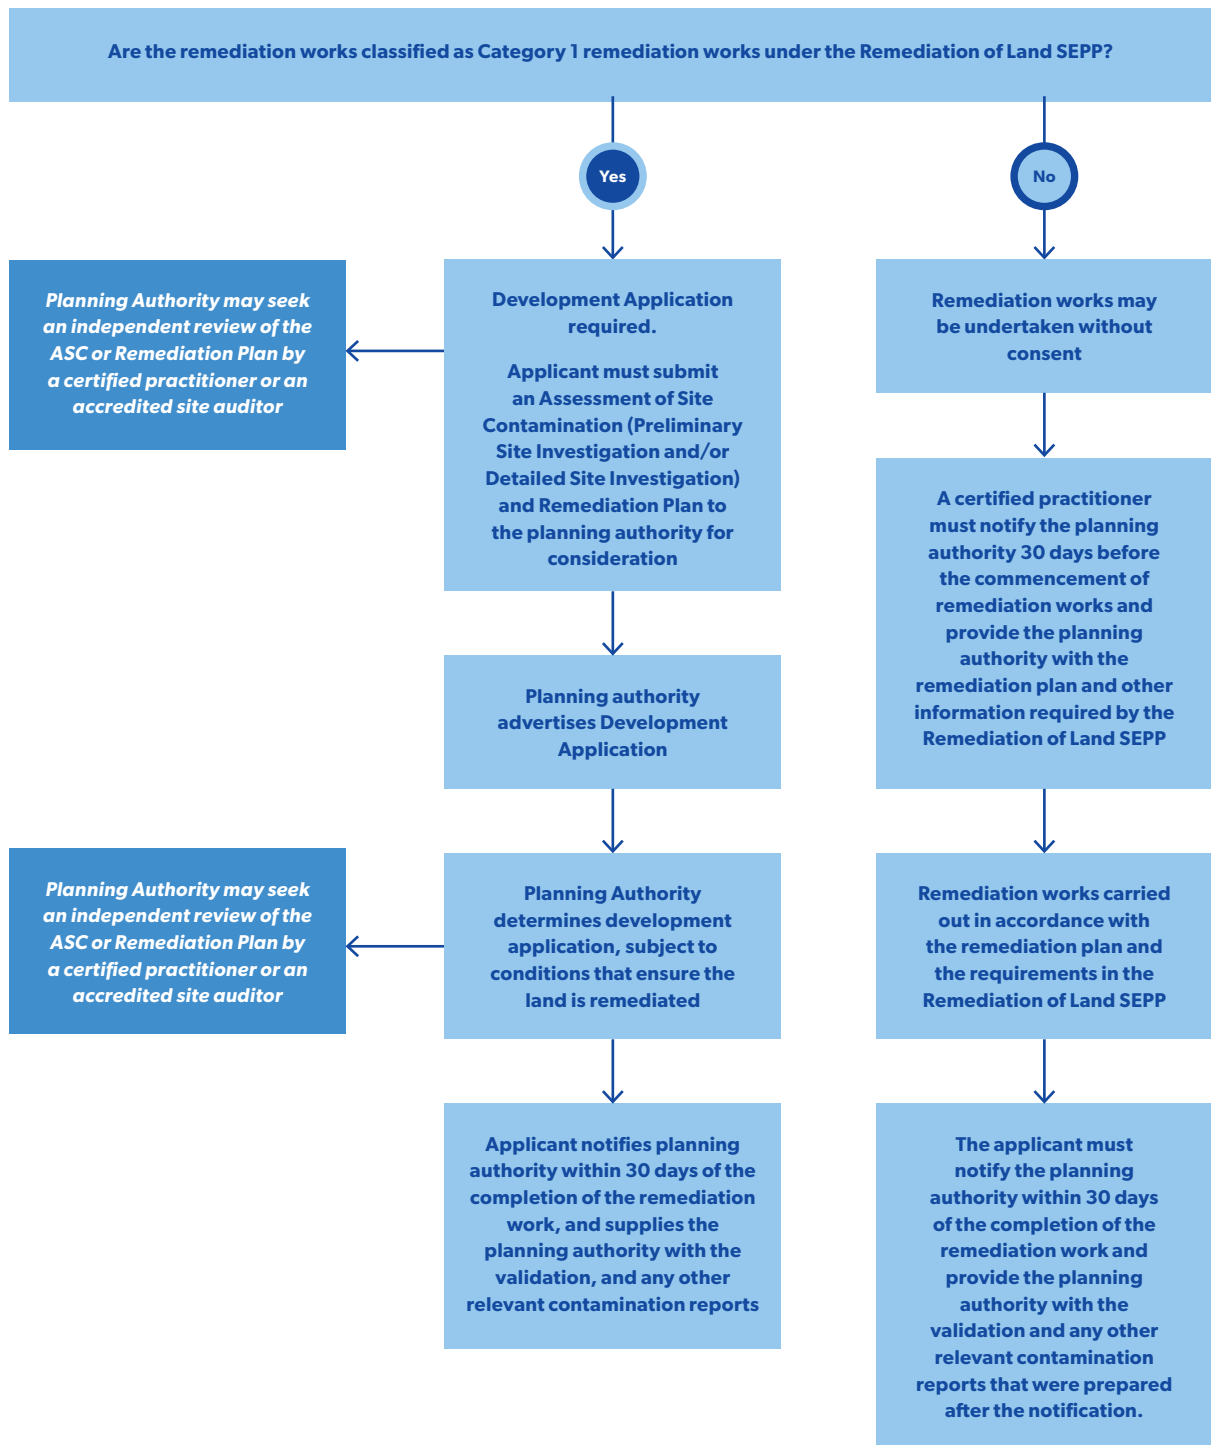 Are the remediation works classified as Category 1 remediation works under the Remediation of Land SEPP?
Yes
No
Planning Authority may seek
an independent review of the
ASC or Remediation Plan by
a certified practitioner or an
accredited site auditor
Development Application
required.
Applicant must submit
an Assessment of Site
Contamination (Preliminary
Site Investigation and/or
Detailed Site Investigation)
and Remediation Plan to
the planning authority for
consideration
Remediation works may
be undertaken without
consent
A certified practitioner
must notify the planning
authority 30 days before
the commencement of
remediation works and
provide the planning
authority with the
remediation plan and other
information required by the
Remediation of Land SEPP
Planning authority
advertises Development
Application
Planning Authority may seek
an independent review of the
ASC or Remediation Plan by
a certified practitioner or an
accredited site auditor
Planning Authority
determines development
application, subject to
conditions that ensure the
land is remediated
Remediation works carried
out in accordance with
the remediation plan and
the requirements in the
Remediation of Land SEPP
Applicant notifies planning
authority within 30 days of the
completion of the remediation
work, and supplies the
planning authority with the
validation, and any other
relevant contamination reports
The applicant must
notify the planning
authority within 30 days
of the completion of the
remediation work and
provide the planning
authority with the
validation and any other
relevant contamination
reports that were prepared
after the notification.